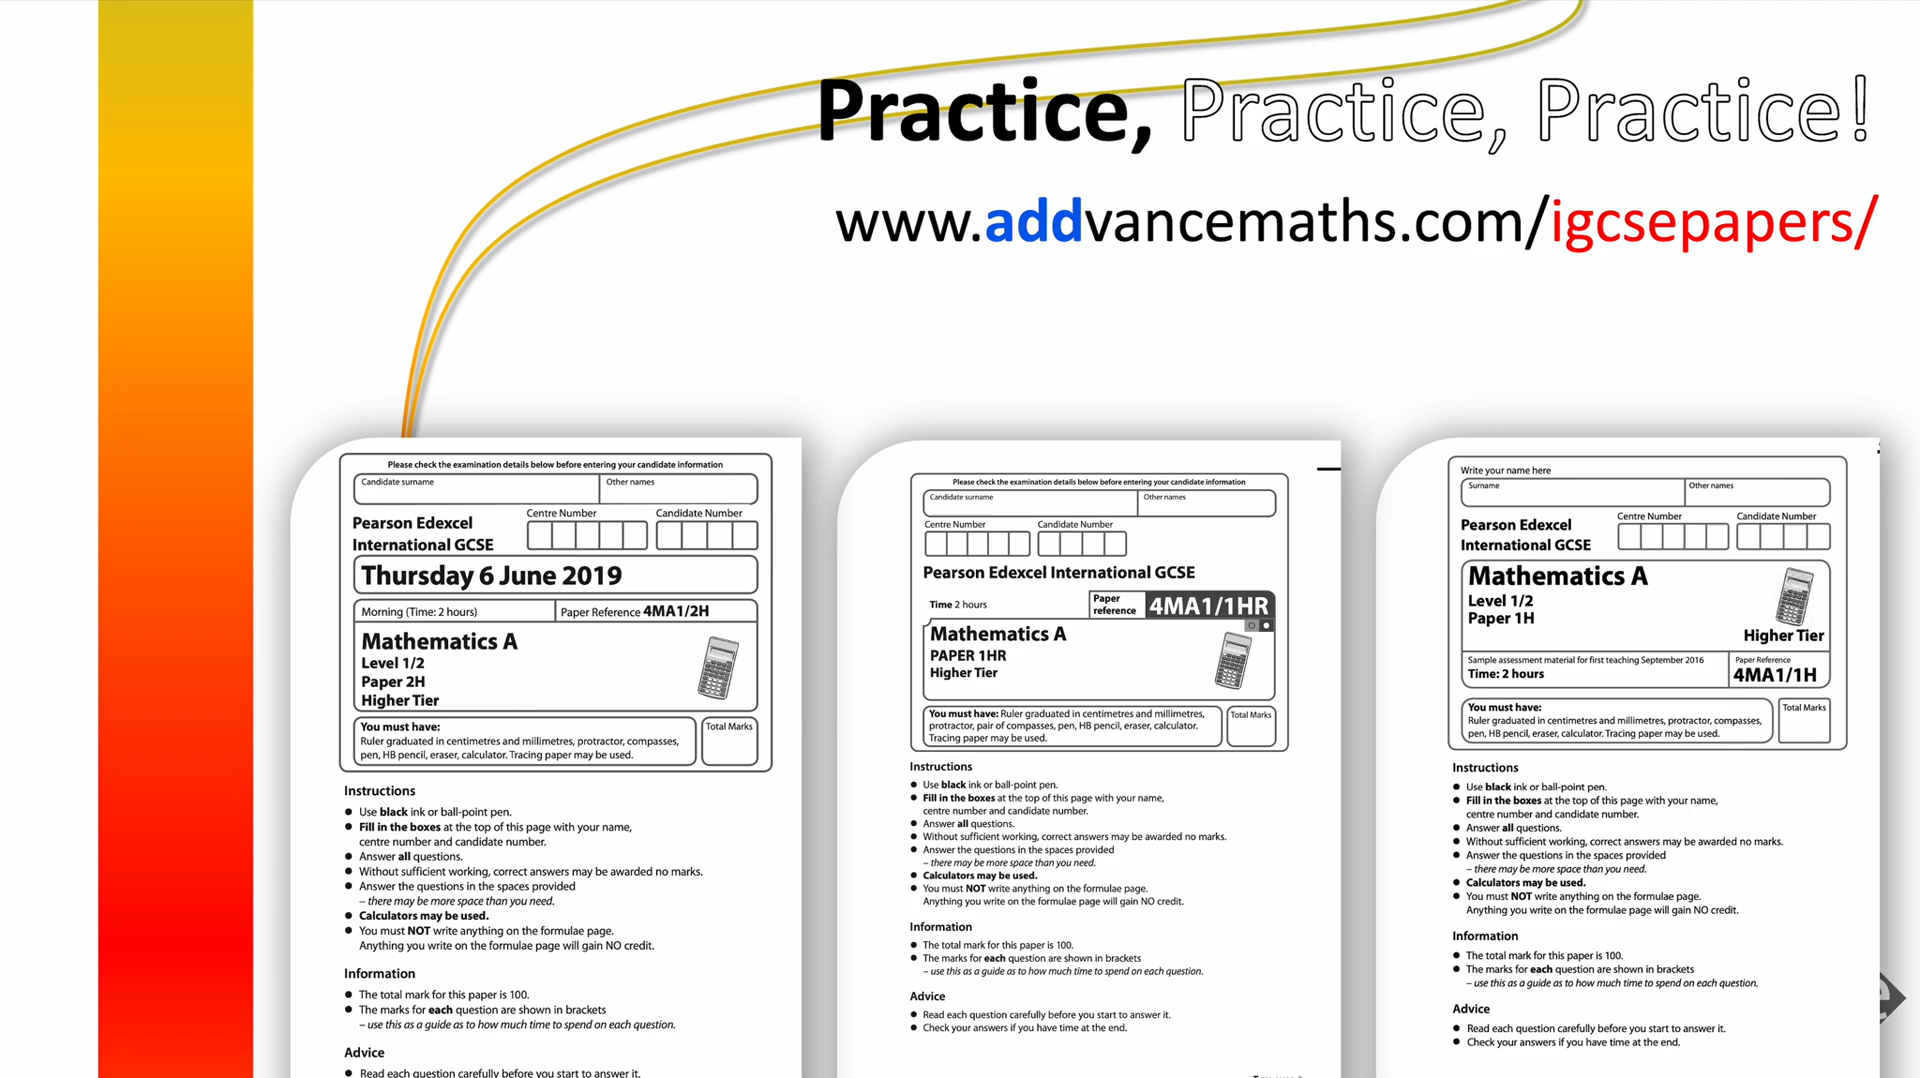 Practice, Practice, Practice!
www.addvancemaths.com/igcsepapers/
Please check the examination details below before entering your candidate information
Candidate surname
Other names
Pearson Edexcel
International GCSE
Centre Number
Candidate Number
Thursday 6 June 2019
Morning (Time: 2 hours)
Paper Reference 4MA1/2H
Mathematics A
Level 1/2
Paper 2H
Higher Tier
You must have:
Ruler graduated in centimetres and millimetres, protractor, compasses,
pen, HB pencil, eraser, calculator. Tracing paper may be used.
Total Marks
Instructions
● Use black ink or ball-point pen.
● Fill in the boxes at the top of this page with your name,
centre number and candidate number.
● Answer all questions.
● Without sufficient working, correct answers may be awarded no marks.
● Answer the questions in the spaces provided
– there may be more space than you need.
● Calculators may be used.
● You must NOT write anything on the formulae page.
Anything you write on the formulae page will gain NO credit.
Information
● The total mark for this paper is 100.
● The marks for each question are shown in brackets
– use this as a guide as to how much time to spend on each question.
Advice
● Read each question carefully before you start to answer it.
Please check the examination details below before entering your candidate information
Candidate surname
Other names
Centre Number
Candidate Number
Pearson Edexcel International GCSE
Time 2 hours
Paper
reference
4MA1/1HR
Mathematics A
PAPER 1HR
Higher Tier
You must have: Ruler graduated in centimetres and millimetres,
protractor, pair of compasses, pen, HB pencil, eraser, calculator.
Tracing paper may be used.
Total Marks
Instructions
● Use black ink or ball-point pen.
● Fill in the boxes at the top of this page with your name,
centre number and candidate number.
● Answer all questions.
● Without sufficient working, correct answers may be awarded no marks.
● Answer the questions in the spaces provided
– there may be more space than you need.
● Calculators may be used.
● You must NOT write anything on the formulae page.
Anything you write on the formulae page will gain NO credit.
Information
● The total mark for this paper is 100.
● The marks for each question are shown in brackets
– use this as a guide as to how much time to spend on each question.
Advice
● Read each question carefully before you start to answer it.
● Check your answers if you have time at the end.
Write your name here
Surname
Other names
Pearson Edexcel
International GCSE
Centre Number
Candidate Number
Mathematics A
Level 1/2
Paper 1H
Higher Tier
Sample assessment material for first teaching September 2016
Time: 2 hours
Paper Reference
4MA1/1H
You must have:
Ruler graduated in centimetres and millimetres, protractor, compasses,
pen, HB pencil, eraser, calculator. Tracing paper may be used.
Total Marks
Instructions
● Use black ink or ball-point pen.
● Fill in the boxes at the top of this page with your name,
centre number and candidate number.
● Answer all questions.
● Without sufficient working, correct answers may be awarded no marks.
● Answer the questions in the spaces provided
– there may be more space than you need.
● Calculators may be used.
● You must NOT write anything on the formulae page.
Anything you write on the formulae page will gain NO credit.
Information
● The total mark for this paper is 100.
● The marks for each question are shown in brackets
– use this as a guide as to how much time to spend on each question.
Advice
● Read each question carefully before you start to answer it.
● Check your answers if you have time at the end.